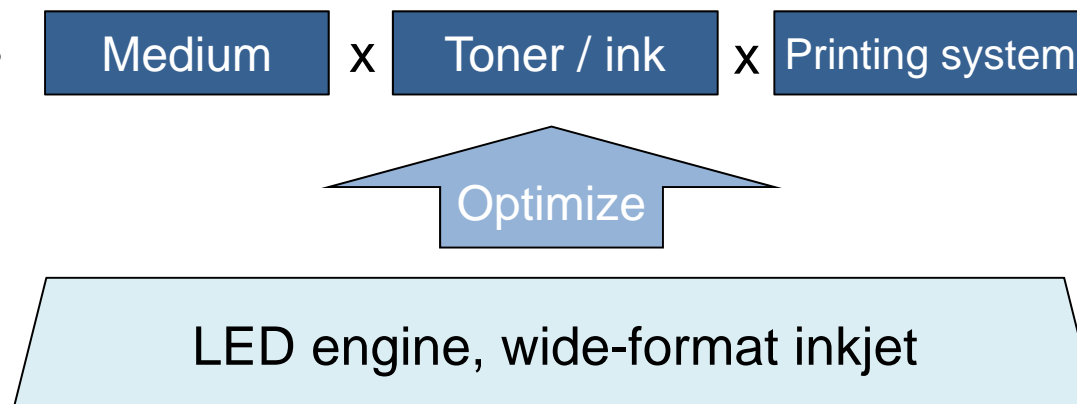 Medium x Toner / ink x Printing system
Optimize
LED engine, wide-format inkjet